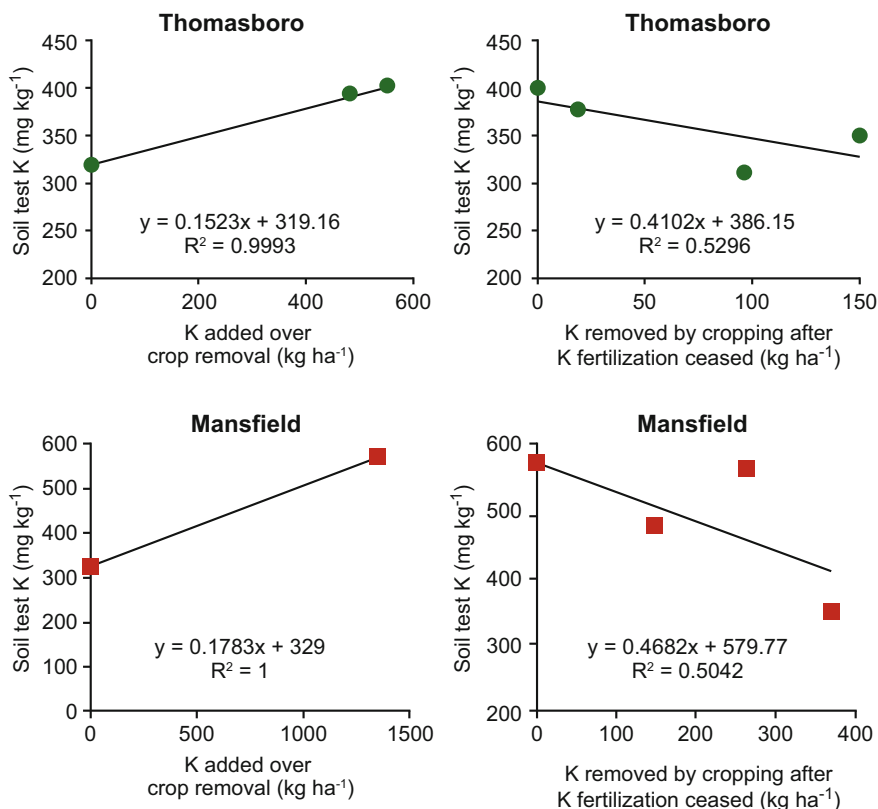 Thomasboro
Soil test K (mg kg⁻¹)
450
400
350
300
250
200
y = 0.1523x + 319.16
R² = 0.9993
0
200
400
600
K added over
crop removal (kg ha⁻¹)
Thomasboro
Soil test K (mg kg⁻¹)
450
400
350
300
250
200
y = 0.4102x + 386.15
R² = 0.5296
0
50
100
150
K removed by cropping after
K fertilization ceased (kg ha⁻¹)
Mansfield
Soil test K (mg kg⁻¹)
600
500
400
300
200
100
0
y = 0.1783x + 329
R² = 1
0
500
1000
1500
K added over
crop removal (kg ha⁻¹)
Mansfield
Soil test K (mg kg⁻¹)
600
500
400
300
200
y = 0.4682x + 579.77
R² = 0.5042
0
100
200
300
400
K removed by cropping after
K fertilization ceased (kg ha⁻¹)